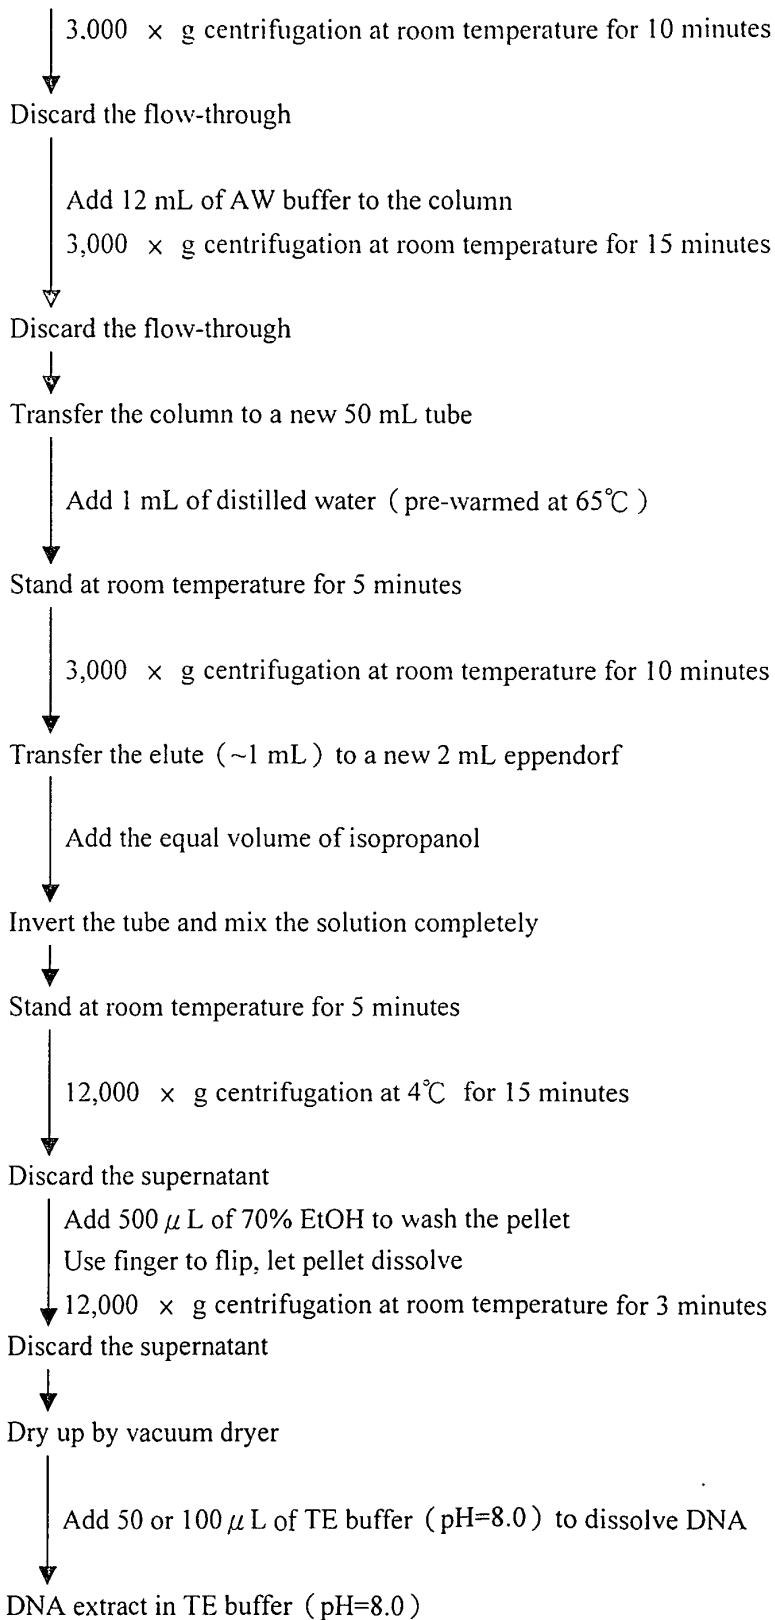 3,000 × g centrifugation at room temperature for 10 minutes
Discard the flow-through
Add 12 mL of AW buffer to the column
3,000 × g centrifugation at room temperature for 15 minutes
Discard the flow-through
Transfer the column to a new 50 mL tube
Add 1 mL of distilled water (pre-warmed at 65℃)
Stand at room temperature for 5 minutes
3,000 × g centrifugation at room temperature for 10 minutes
Transfer the elute (~1 mL) to a new 2 mL eppendorf
Add the equal volume of isopropanol
Invert the tube and mix the solution completely
Stand at room temperature for 5 minutes
12,000 × g centrifugation at 4℃ for 15 minutes
Discard the supernatant
Add 500 μL of 70% EtOH to wash the pellet
Use finger to flip, let pellet dissolve
12,000 × g centrifugation at room temperature for 3 minutes
Discard the supernatant
Dry up by vacuum dryer
Add 50 or 100 μL of TE buffer (pH=8.0) to dissolve DNA
DNA extract in TE buffer (pH=8.0)